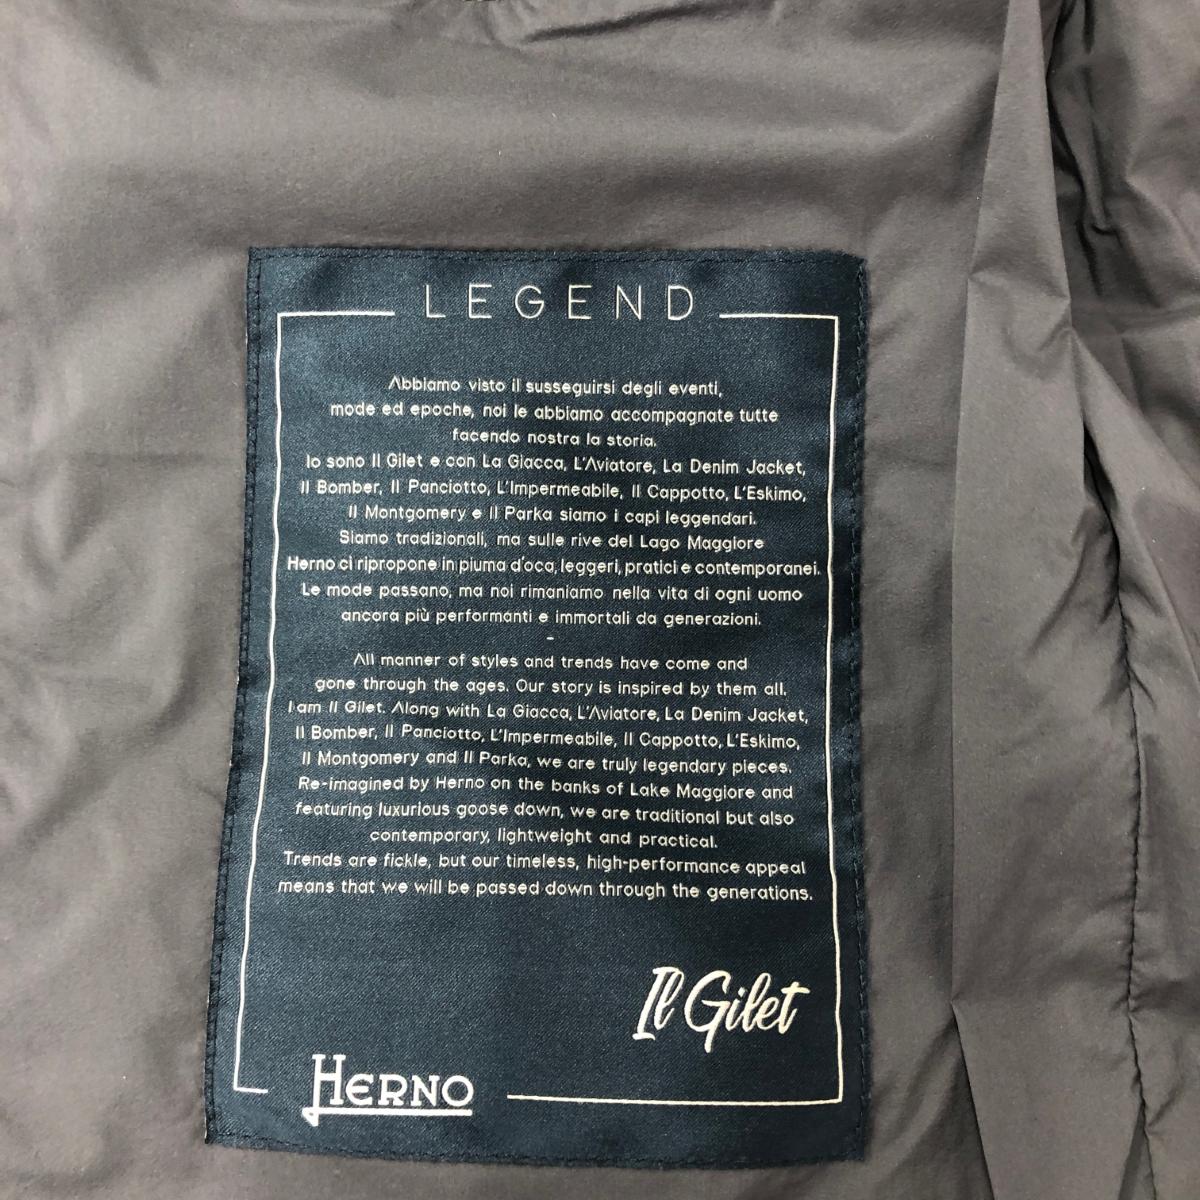 LEGEND
Abbiamo visto il susseguirsi degli eventi,
mode ed epoche, noi le abbiamo accompagnate tutte
facendo nostra la storia.
Io sono Il Gilet e con La Giacca, L'Aviatore, La Denim Jacket,
Il Bomber, Il Panciotto, L'Impermeabile, Il Cappotto, L'Eskimo,
Il Montgomery e Il Parka siamo i capi leggendari.
Siamo tradizionali, ma sulle rive del Lago Maggiore
Herno ci ripropone in piuma d'oca, leggeri, pratici e contemporanei.
Le mode passano, ma noi rimaniamo nella vita di ogni uomo
ancora più performanti e immortali da generazioni.
-
All manner of styles and trends have come and
gone through the ages. Our story is inspired by them all.
I am Il Gilet. Along with La Giacca, L'Aviatore, La Denim Jacket,
Il Bomber, Il Panciotto, L'Impermeabile, Il Cappotto, L'Eskimo,
Il Montgomery and Il Parka, we are truly legendary pieces.
Re-imagined by Herno on the banks of Lake Maggiore and
featuring luxurious goose down, we are traditional but also
contemporary, lightweight and practical.
Trends are fickle, but our timeless, high-performance appeal
means that we will be passed down through the generations.
Il Gilet
HERNO